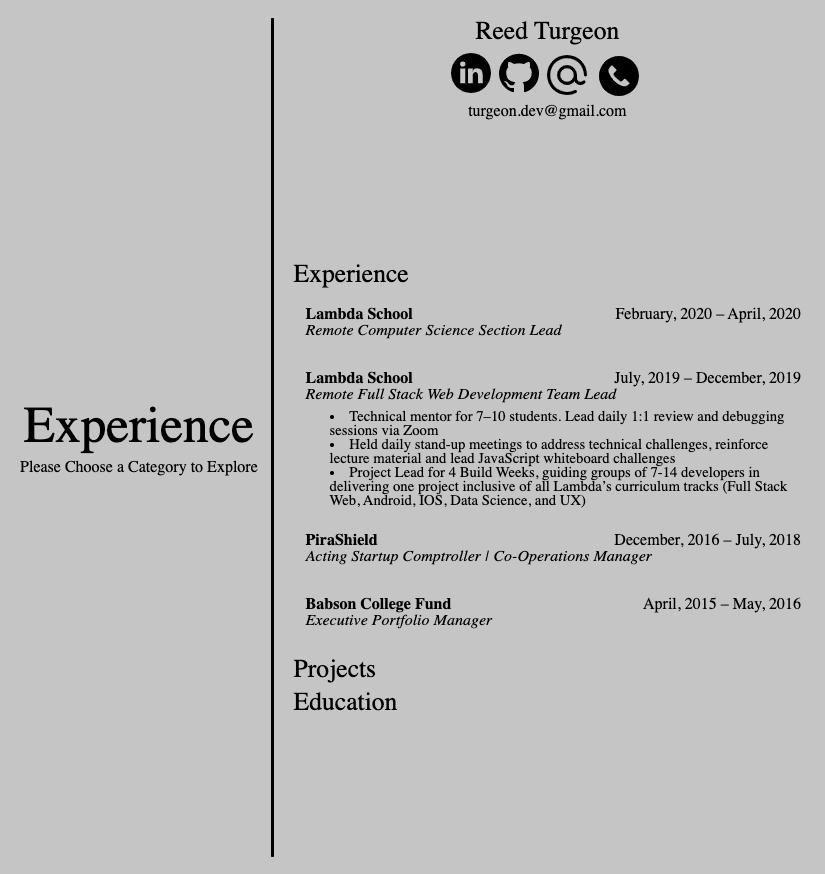 Reed Turgeon
in
turgeon.dev@gmail.com
Experience
Please Choose a Category to Explore
Experience
Lambda School February, 2020 – April, 2020
Remote Computer Science Section Lead
Lambda School July, 2019 – December, 2019
Remote Full Stack Web Development Team Lead
• Technical mentor for 7–10 students. Lead daily 1:1 review and debugging
sessions via Zoom
• Held daily stand-up meetings to address technical challenges, reinforce
lecture material and lead JavaScript whiteboard challenges
• Project Lead for 4 Build Weeks, guiding groups of 7-14 developers in
delivering one project inclusive of all Lambda’s curriculum tracks (Full Stack
Web, Android, IOS, Data Science, and UX)
PiraShield December, 2016 – July, 2018
Acting Startup Comptroller | Co-Operations Manager
Babson College Fund April, 2015 – May, 2016
Executive Portfolio Manager
Projects
Education